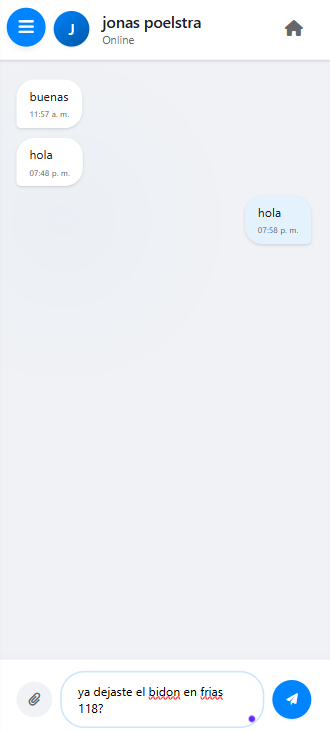 J
jonas poelstra
Online
buenas
11:57 a. m.
hola
07:48 p. m.
hola
07:58 p. m.
ya dejaste el bidon en frias
118?